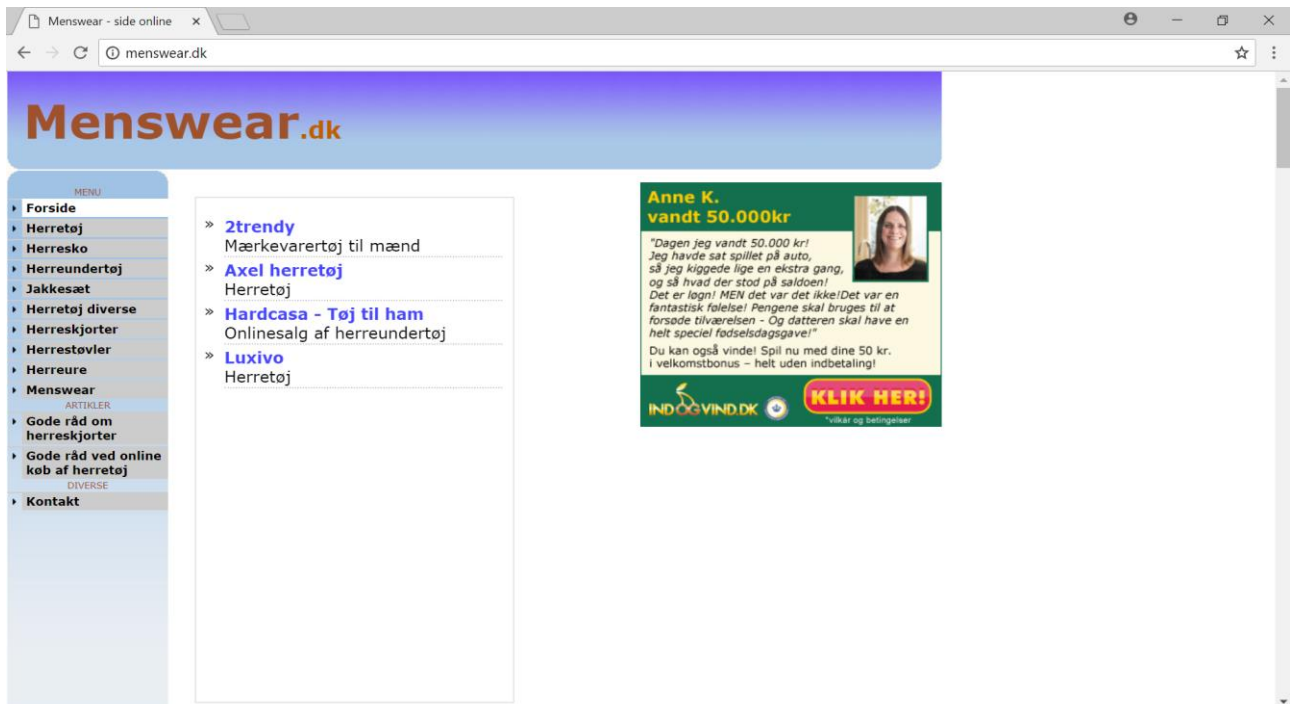 Menswear - side online
menswear.dk
Menswear.dk
MENU
Forside
Herretøj
Herresko
Herreundertøj
Jakkesæt
Herretøj diverse
Herreskjorter
Herrestøvler
Herreure
Menswear
ARTIKLER
Gode råd om
herreskjorter
Gode råd ved online
køb af herretøj
DIVERSE
Kontakt
» 2trendy
Mærkevarertøj til mænd
» Axel herretøj
Herretøj
» Hardcasa - Tøj til ham
Onlinesalg af herreundertøj
» Luxivo
Herretøj
Anne K.
vandt 50.000kr
"Dagen jeg vandt 50.000 kr!
Jeg havde sat spillet på auto,
så jeg kiggede lige en ekstra gang,
og så hvad der stod på saldoen!
Det er løgn! MEN det var det ikke!Det var en
fantastisk følelse! Pengene skal bruges til at
forsøde tilværelsen - Og datteren skal have en
helt speciel fødselsdagsgave!"
Du kan også vinde! Spil nu med dine 50 kr.
i velkomstbonus – helt uden indbetaling!
INDOGVIND.DK
KLIK HER!
*vilkår og betingelser